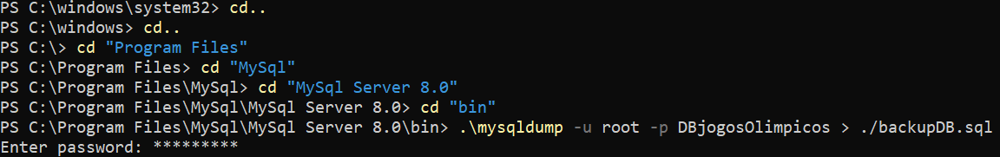 PS C:\windows\system32> cd..
PS C:\windows> cd..
PS C:\> cd "Program Files"
PS C:\Program Files> cd "MySql"
PS C:\Program Files\MySql> cd "MySql Server 8.0"
PS C:\Program Files\MySql\MySql Server 8.0> cd "bin"
PS C:\Program Files\MySql\MySql Server 8.0\bin> .\mysqldump -u root -p DBjogosOlimpicos > ./backupDB.sql
Enter password: *********